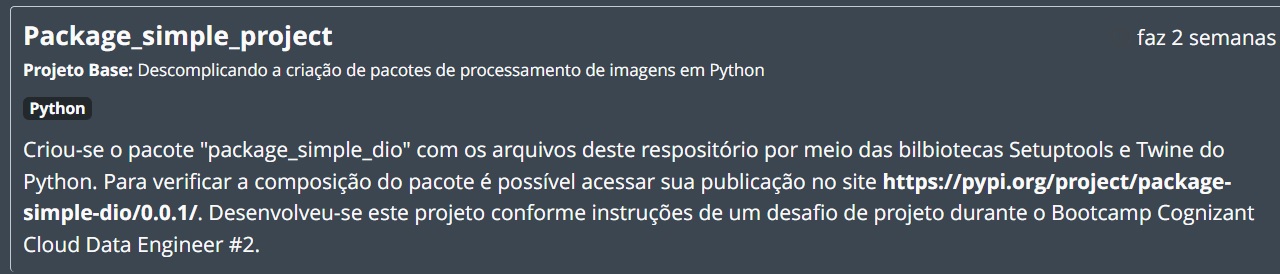 Package_simple_project
faz 2 semanas
Projeto Base: Descomplicando a criação de pacotes de processamento de imagens em Python
Python
Criou-se o pacote "package_simple_dio" com os arquivos deste respositório por meio das bilbiotecas Setuptools e Twine do
Python. Para verificar a composição do pacote é possível acessar sua publicação no site https://pypi.org/project/package-
simple-dio/0.0.1/. Desenvolveu-se este projeto conforme instruções de um desafio de projeto durante o Bootcamp Cognizant
Cloud Data Engineer #2.